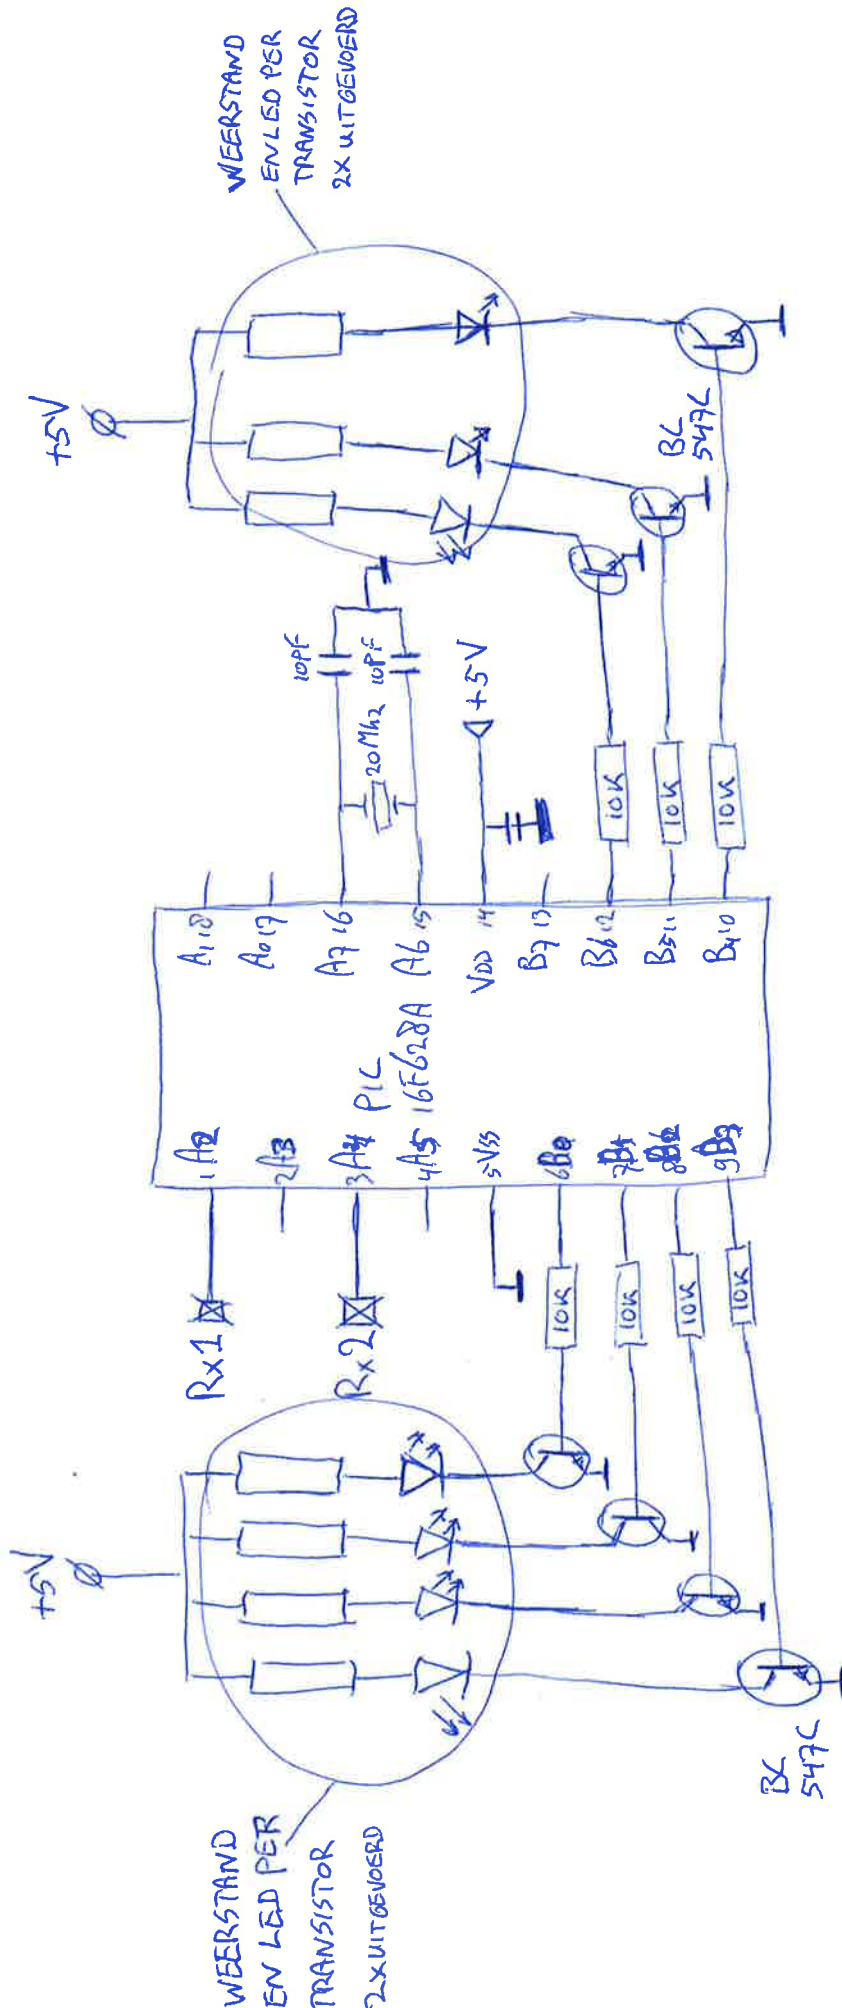 WEERSTAND
EN LED PER
TRANSISTOR
2X UITGEVOERD
+5V
BC
547C
Rx1
Rx2
10K
10K
10K
10K
1 A2
2 A3
3 A4
4 A5
5 VSS
6 B0
7 B1
8 B2
9 B3
PIC
16F628A
A1 18
A0 17
A7 16
A6 15
VDD 14
B7 13
B6 12
B5 11
B4 10
20Mhz
10PF
10PF
+5V
10K
10K
10K
+5V
BC
547C
WEERSTAND
EN LED PER
TRANSISTOR
2X UITGEVOERD